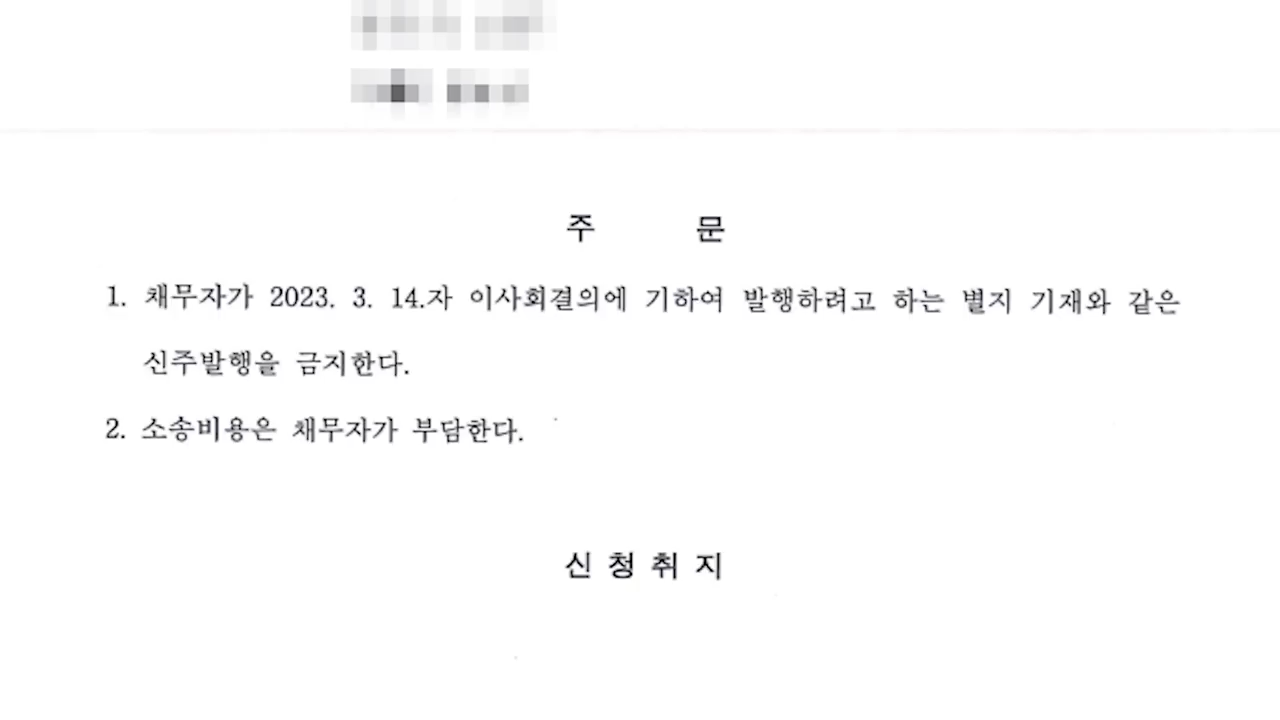 주 문
1. 채무자가 2023. 3. 14.자 이사회결의에 기하여 발행하려고 하는 별지 기재와 같은
신주발행을 금지한다.
2. 소송비용은 채무자가 부담한다.
신 청 취 지